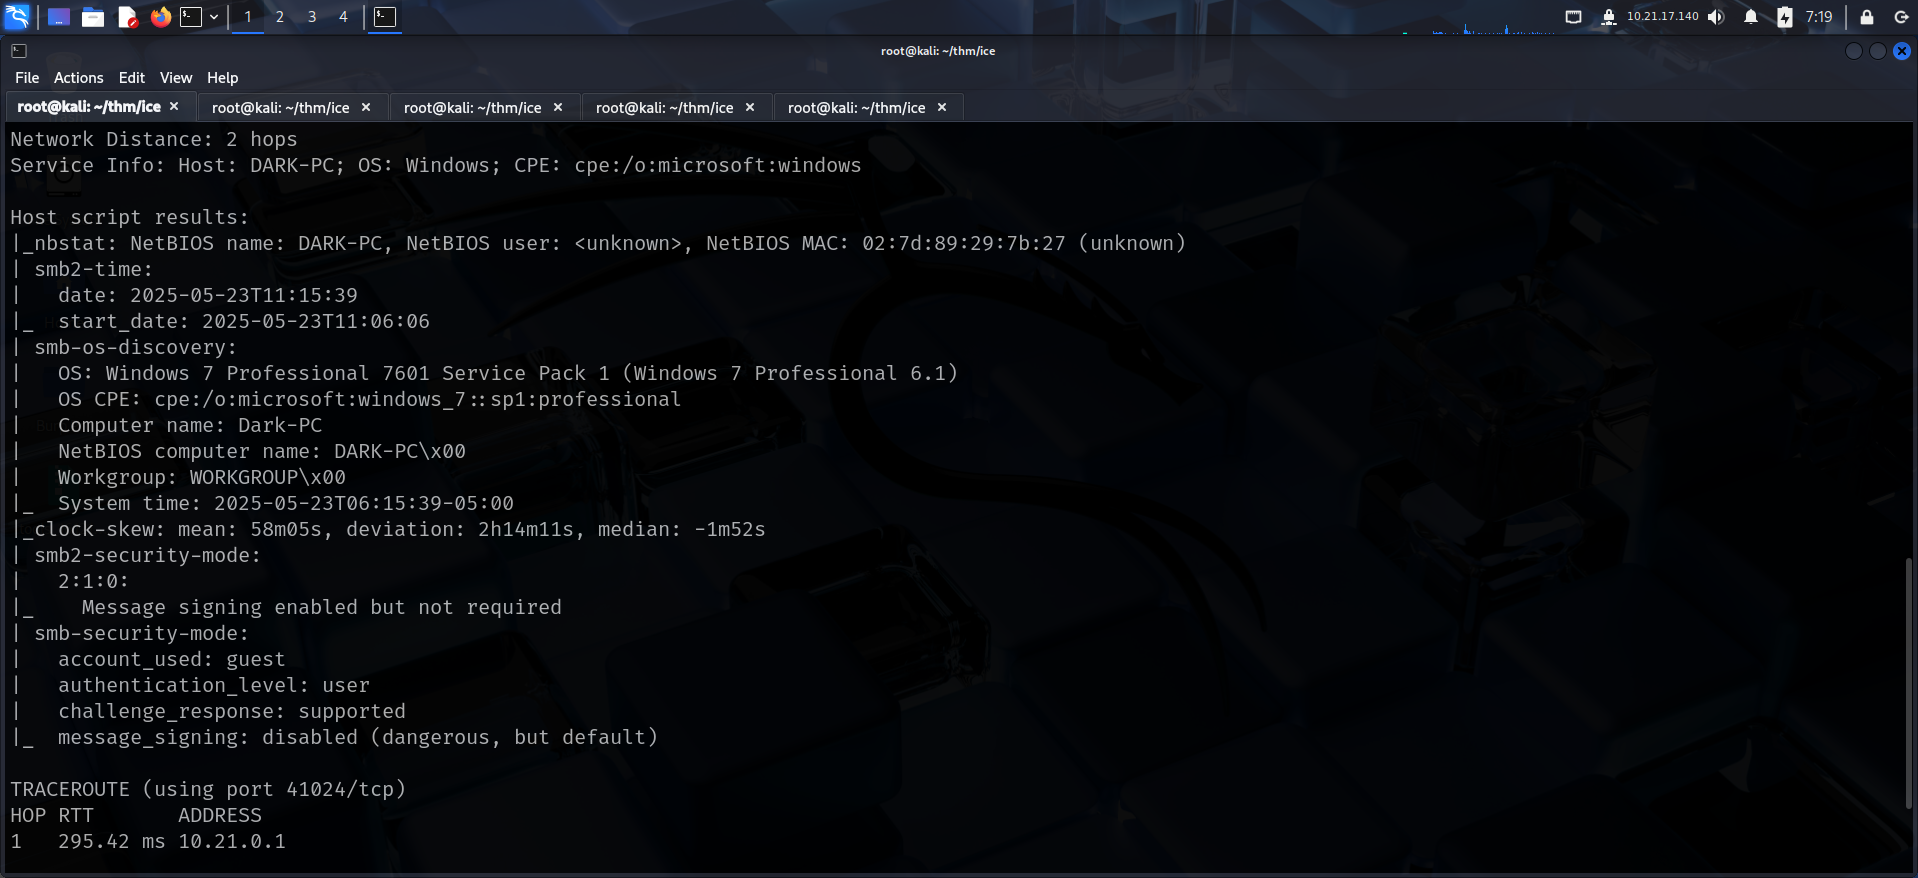 1 2 3 4
10.21.17.140
7:19
root@kali: ~/thm/ice
File Actions Edit View Help
root@kali: ~/thm/ice × root@kali: ~/thm/ice × root@kali: ~/thm/ice × root@kali: ~/thm/ice × root@kali: ~/thm/ice ×
Network Distance: 2 hops
Service Info: Host: DARK-PC; OS: Windows; CPE: cpe:/o:microsoft:windows
Host script results:
|_nbstat: NetBIOS name: DARK-PC, NetBIOS user: <unknown>, NetBIOS MAC: 02:7d:89:29:7b:27 (unknown)
| smb2-time:
|   date: 2025-05-23T11:15:39
|_  start_date: 2025-05-23T11:06:06
| smb-os-discovery:
|   OS: Windows 7 Professional 7601 Service Pack 1 (Windows 7 Professional 6.1)
|   OS CPE: cpe:/o:microsoft:windows_7::sp1:professional
|   Computer name: Dark-PC
|   NetBIOS computer name: DARK-PC\x00
|   Workgroup: WORKGROUP\x00
|_  System time: 2025-05-23T06:15:39-05:00
|_clock-skew: mean: 58m05s, deviation: 2h14m11s, median: -1m52s
| smb2-security-mode:
|   2:1:0:
|_    Message signing enabled but not required
| smb-security-mode:
|   account_used: guest
|   authentication_level: user
|   challenge_response: supported
|_  message_signing: disabled (dangerous, but default)
TRACEROUTE (using port 41024/tcp)
HOP RTT       ADDRESS
1   295.42 ms 10.21.0.1